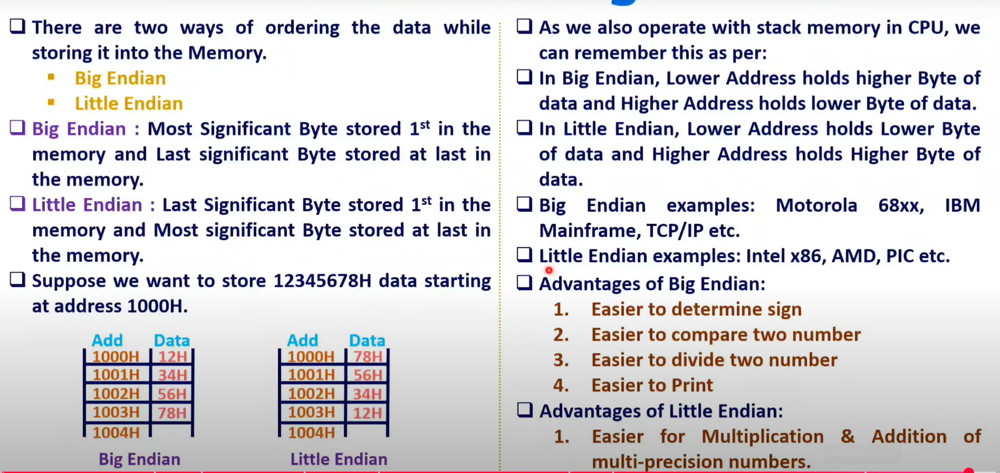 There are two ways of ordering the data while
storing it into the Memory.
Big Endian
Little Endian
Big Endian : Most Significant Byte stored 1st in the
memory and Last significant Byte stored at last in
the memory.
Little Endian : Last Significant Byte stored 1st in the
memory and Most significant Byte stored at last in
the memory.
Suppose we want to store 12345678H data starting
at address 1000H.
Add Data
1000H 12H
1001H 34H
1002H 56H
1003H 78H
1004H
Big Endian
Add Data
1000H 78H
1001H 56H
1002H 34H
1003H 12H
1004H
Little Endian
As we also operate with stack memory in CPU, we
can remember this as per:
In Big Endian, Lower Address holds higher Byte of
data and Higher Address holds lower Byte of data.
In Little Endian, Lower Address holds Lower Byte
of data and Higher Address holds Higher Byte of
data.
Big Endian examples: Motorola 68xx, IBM
Mainframe, TCP/IP etc.
Little Endian examples: Intel x86, AMD, PIC etc.
Advantages of Big Endian:
1. Easier to determine sign
2. Easier to compare two number
3. Easier to divide two number
4. Easier to Print
Advantages of Little Endian:
1. Easier for Multiplication & Addition of
multi-precision numbers.
Autoplay is on